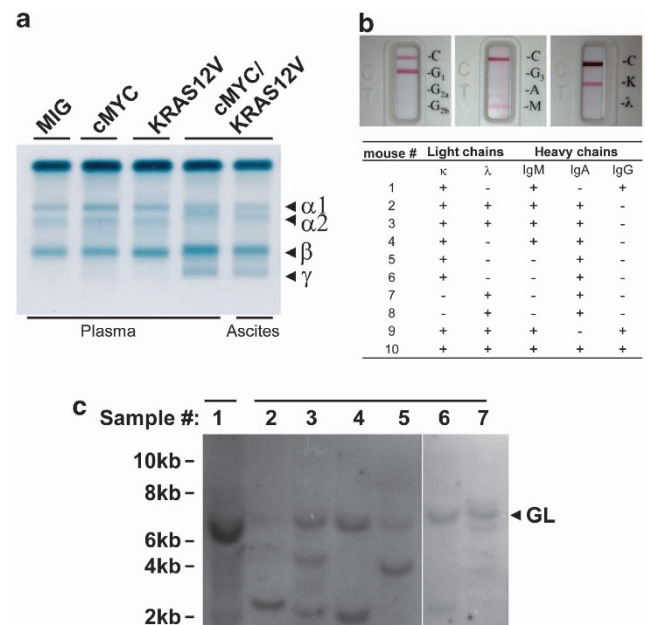 a
MIG
cMYC
KRAS12V
cMYC/
KRAS12V
◄ α1
◄ α2
◄ β
◄ γ
Plasma
Ascites
b
C
T
-C
-G1
-G2a
-G2b
C
T
-C
-G3
-A
-M
C
T
-C
-K
-λ
mouse # Light chains Heavy chains
κ λ IgM IgA IgG
1 + - + - +
2 + + + + -
3 + + + + -
4 + - + + -
5 + - - + -
6 + - - + -
7 - + - + -
8 - + - + -
9 + + + - +
10 + + + + +
c
Sample #: 1 2 3 4 5 6 7
10kb -
8kb -
6kb -
4kb -
2kb -
◄ GL